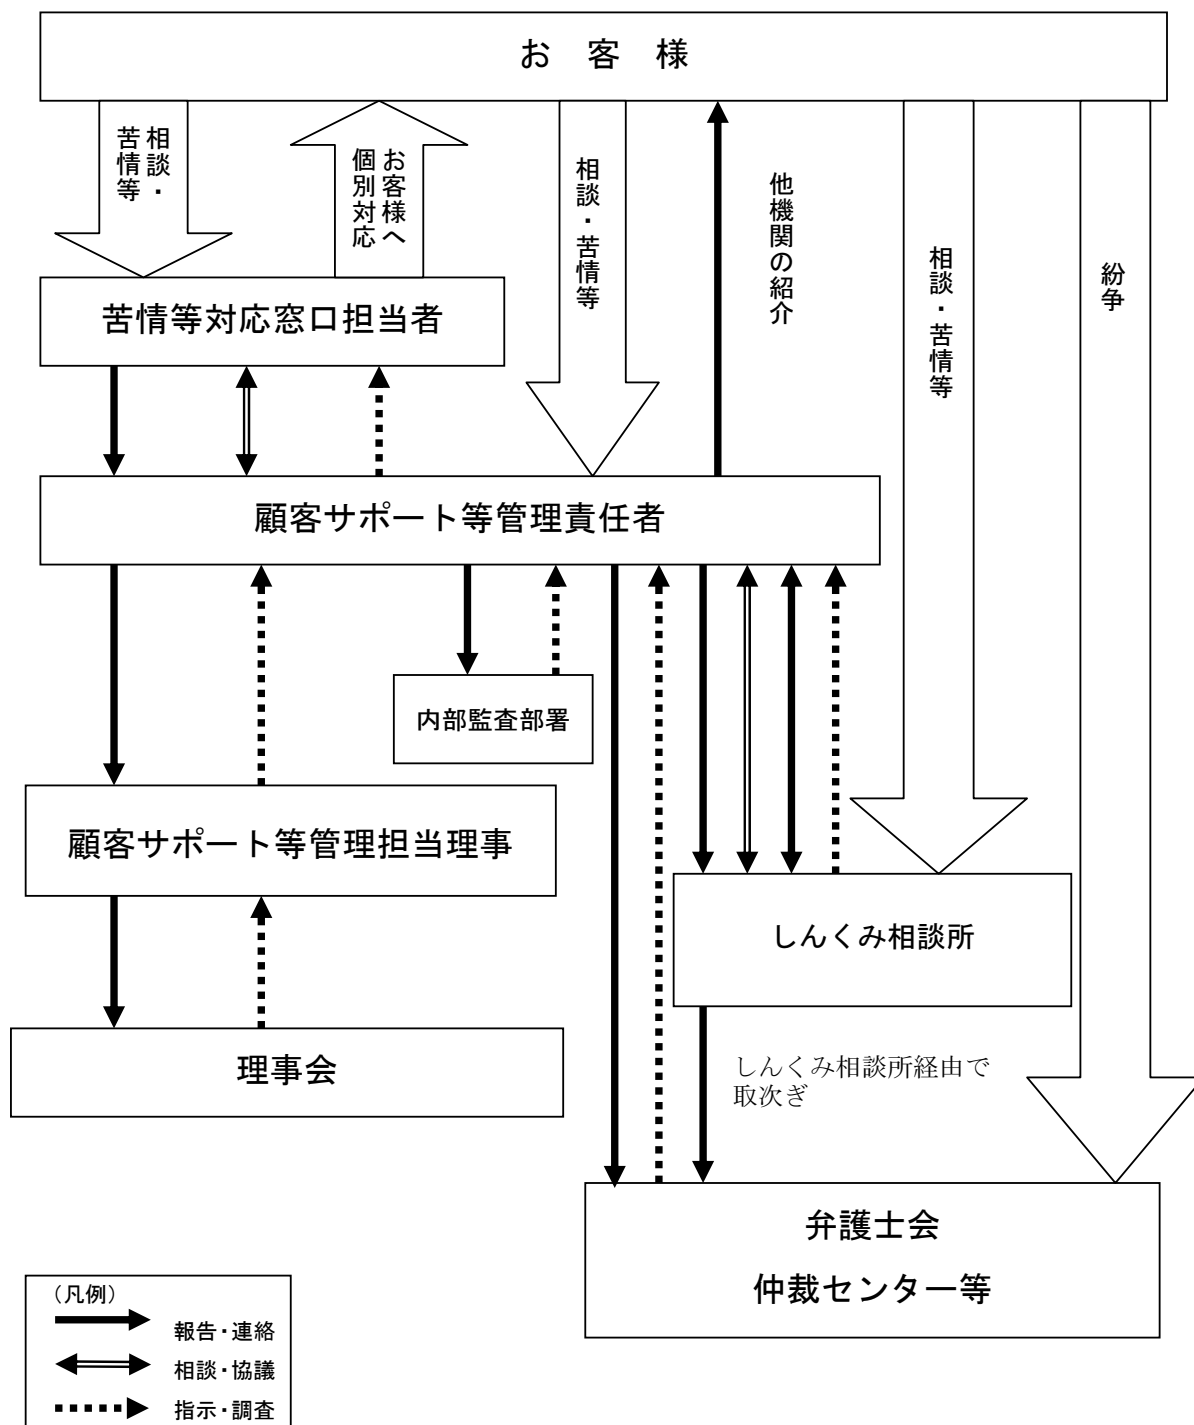 お　客　様
相談・
苦情等
お客様へ
個別対応
相談・苦情等
他機関の紹介
相談・苦情等
紛争
苦情等対応窓口担当者
顧客サポート等管理責任者
内部監査部署
顧客サポート等管理担当理事
しんくみ相談所
理事会
しんくみ相談所経由で
取次ぎ
弁護士会
仲裁センター等
（凡例）
報告・連絡
相談・協議
指示・調査